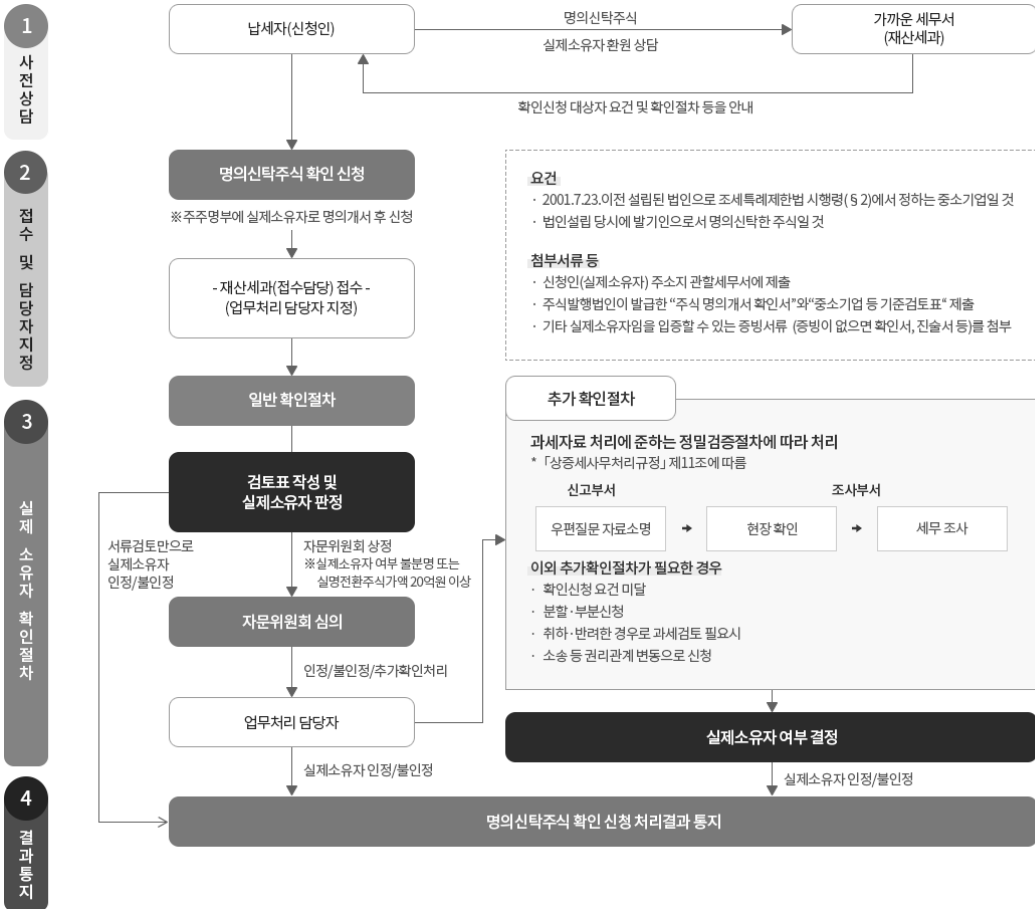 1
사전상담
납세자(신청인)
명의신탁주식
실제소유자 환원 상담
가까운 세무서
(재산세과)
확인신청 대상자 요건 및 확인절차 등을 안내
2
접수 및 담당자지정
명의신탁주식 확인 신청
※주주명부에 실제소유자로 명의개서 후 신청
- 재산세과(접수담당) 접수 -
(업무처리 담당자 지정)
요건
· 2001.7.23.이전 설립된 법인으로 조세특례제한법 시행령(§2)에서 정하는 중소기업일 것
· 법인설립 당시에 발기인으로서 명의신탁한 주식일 것
첨부서류 등
· 신청인(실제소유자) 주소지 관할세무서에 제출
· 주식발행법인이 발급한 “주식 명의개서 확인서”와“중소기업 등 기준검토표“ 제출
· 기타 실제소유자임을 입증할 수 있는 증빙서류 (증빙이 없으면 확인서, 진술서 등)를 첨부
3
실제 소유자 확인절차
일반 확인절차
검토표 작성 및
실제소유자 판정
서류검토만으로
실제소유자
인정/불인정
자문위원회 상정
※실제소유자 여부 불분명 또는
실명전환주식가액 20억원 이상
자문위원회 심의
인정/불인정/추가확인처리
업무처리 담당자
실제소유자 인정/불인정
추가 확인절차
과세자료 처리에 준하는 정밀검증절차에 따라 처리
* 「상증세사무처리규정」 제11조에 따름
신고부서
조사부서
우편질문 자료소명
현장 확인
세무 조사
이외 추가확인절차가 필요한 경우
· 확인신청 요건 미달
· 분할·부분신청
· 취하·반려한 경우로 과세검토 필요시
· 소송 등 권리관계 변동으로 신청
실제소유자 여부 결정
실제소유자 인정/불인정
4
결과통지
명의신탁주식 확인 신청 처리결과 통지